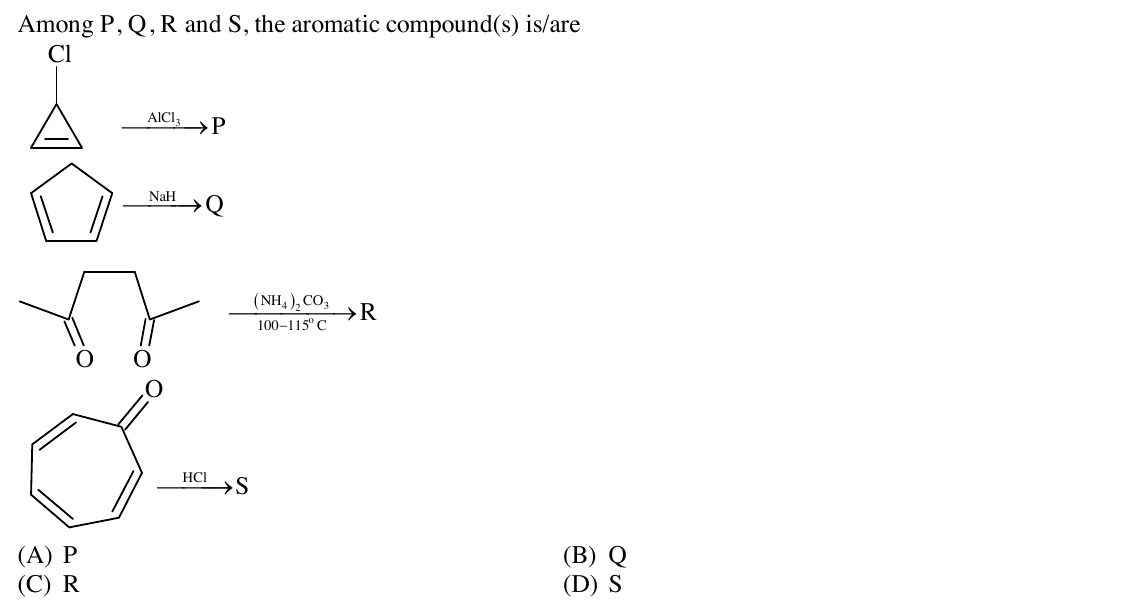 Among P, Q, R and S, the aromatic compound(s) is/are
Cl
AlCl₃
P
NaH
Q
(NH₄)₂CO₃
100–115° C
R
O O
O
HCl
S
(A) P (B) Q
(C) R (D) S